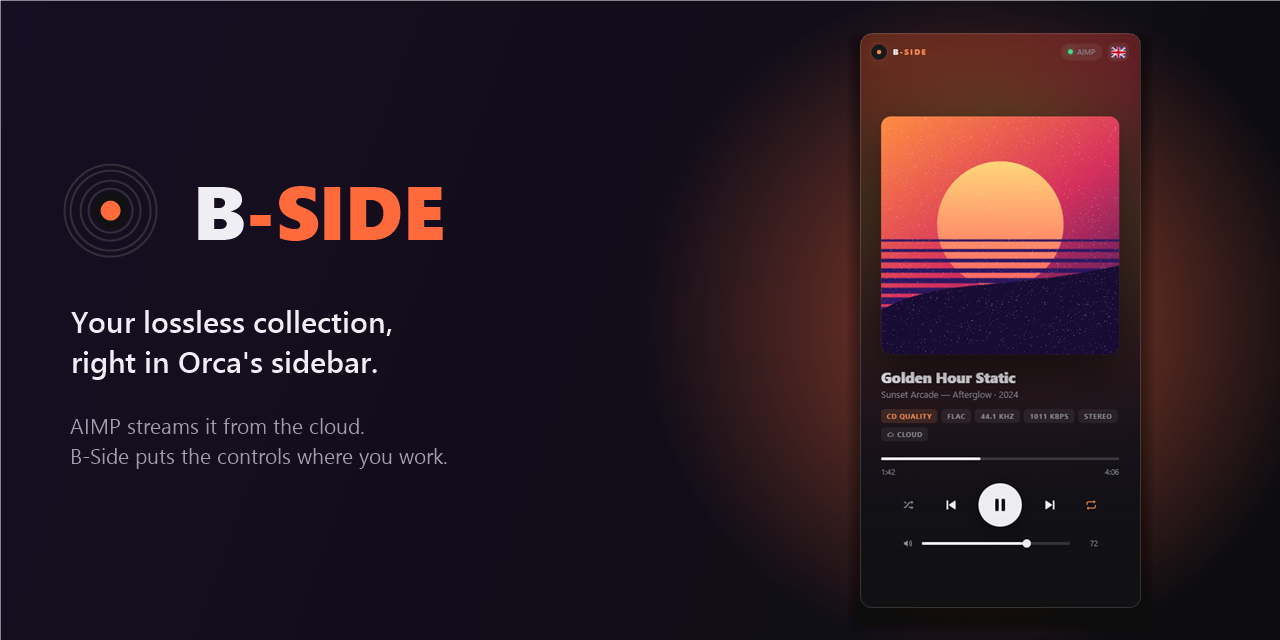 B-SIDE
Your lossless collection,
right in Orca's sidebar.
AIMP streams it from the cloud.
B-Side puts the controls where you work.
B-SIDE
AIMP
Golden Hour Static
Sunset Arcade — Afterglow · 2024
CD QUALITY FLAC 44.1 KHZ 1011 KBPS STEREO
CLOUD
1:42 4:06
72